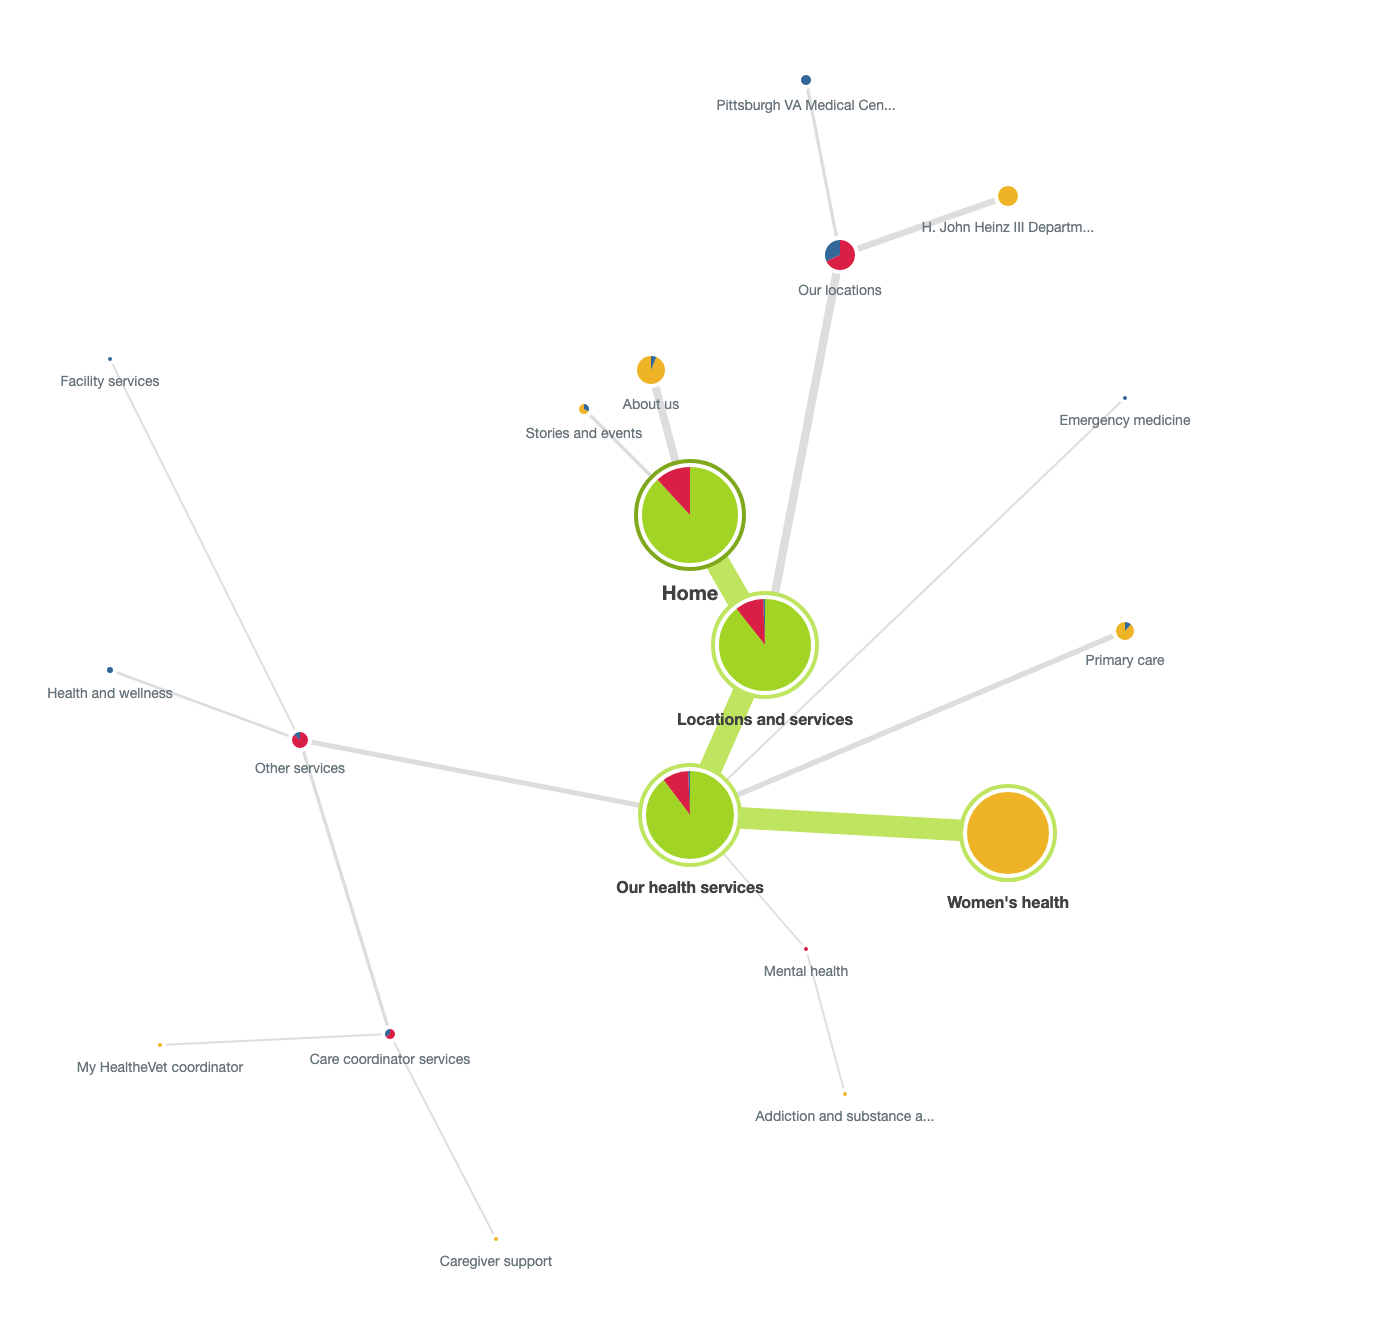 Pittsburgh VA Medical Cen...
H. John Heinz III Departm...
Our locations
Facility services
About us
Stories and events
Emergency medicine
Home
Primary care
Health and wellness
Locations and services
Other services
Our health services
Women's health
Mental health
Care coordinator services
My HealtheVet coordinator
Addiction and substance a...
Caregiver support